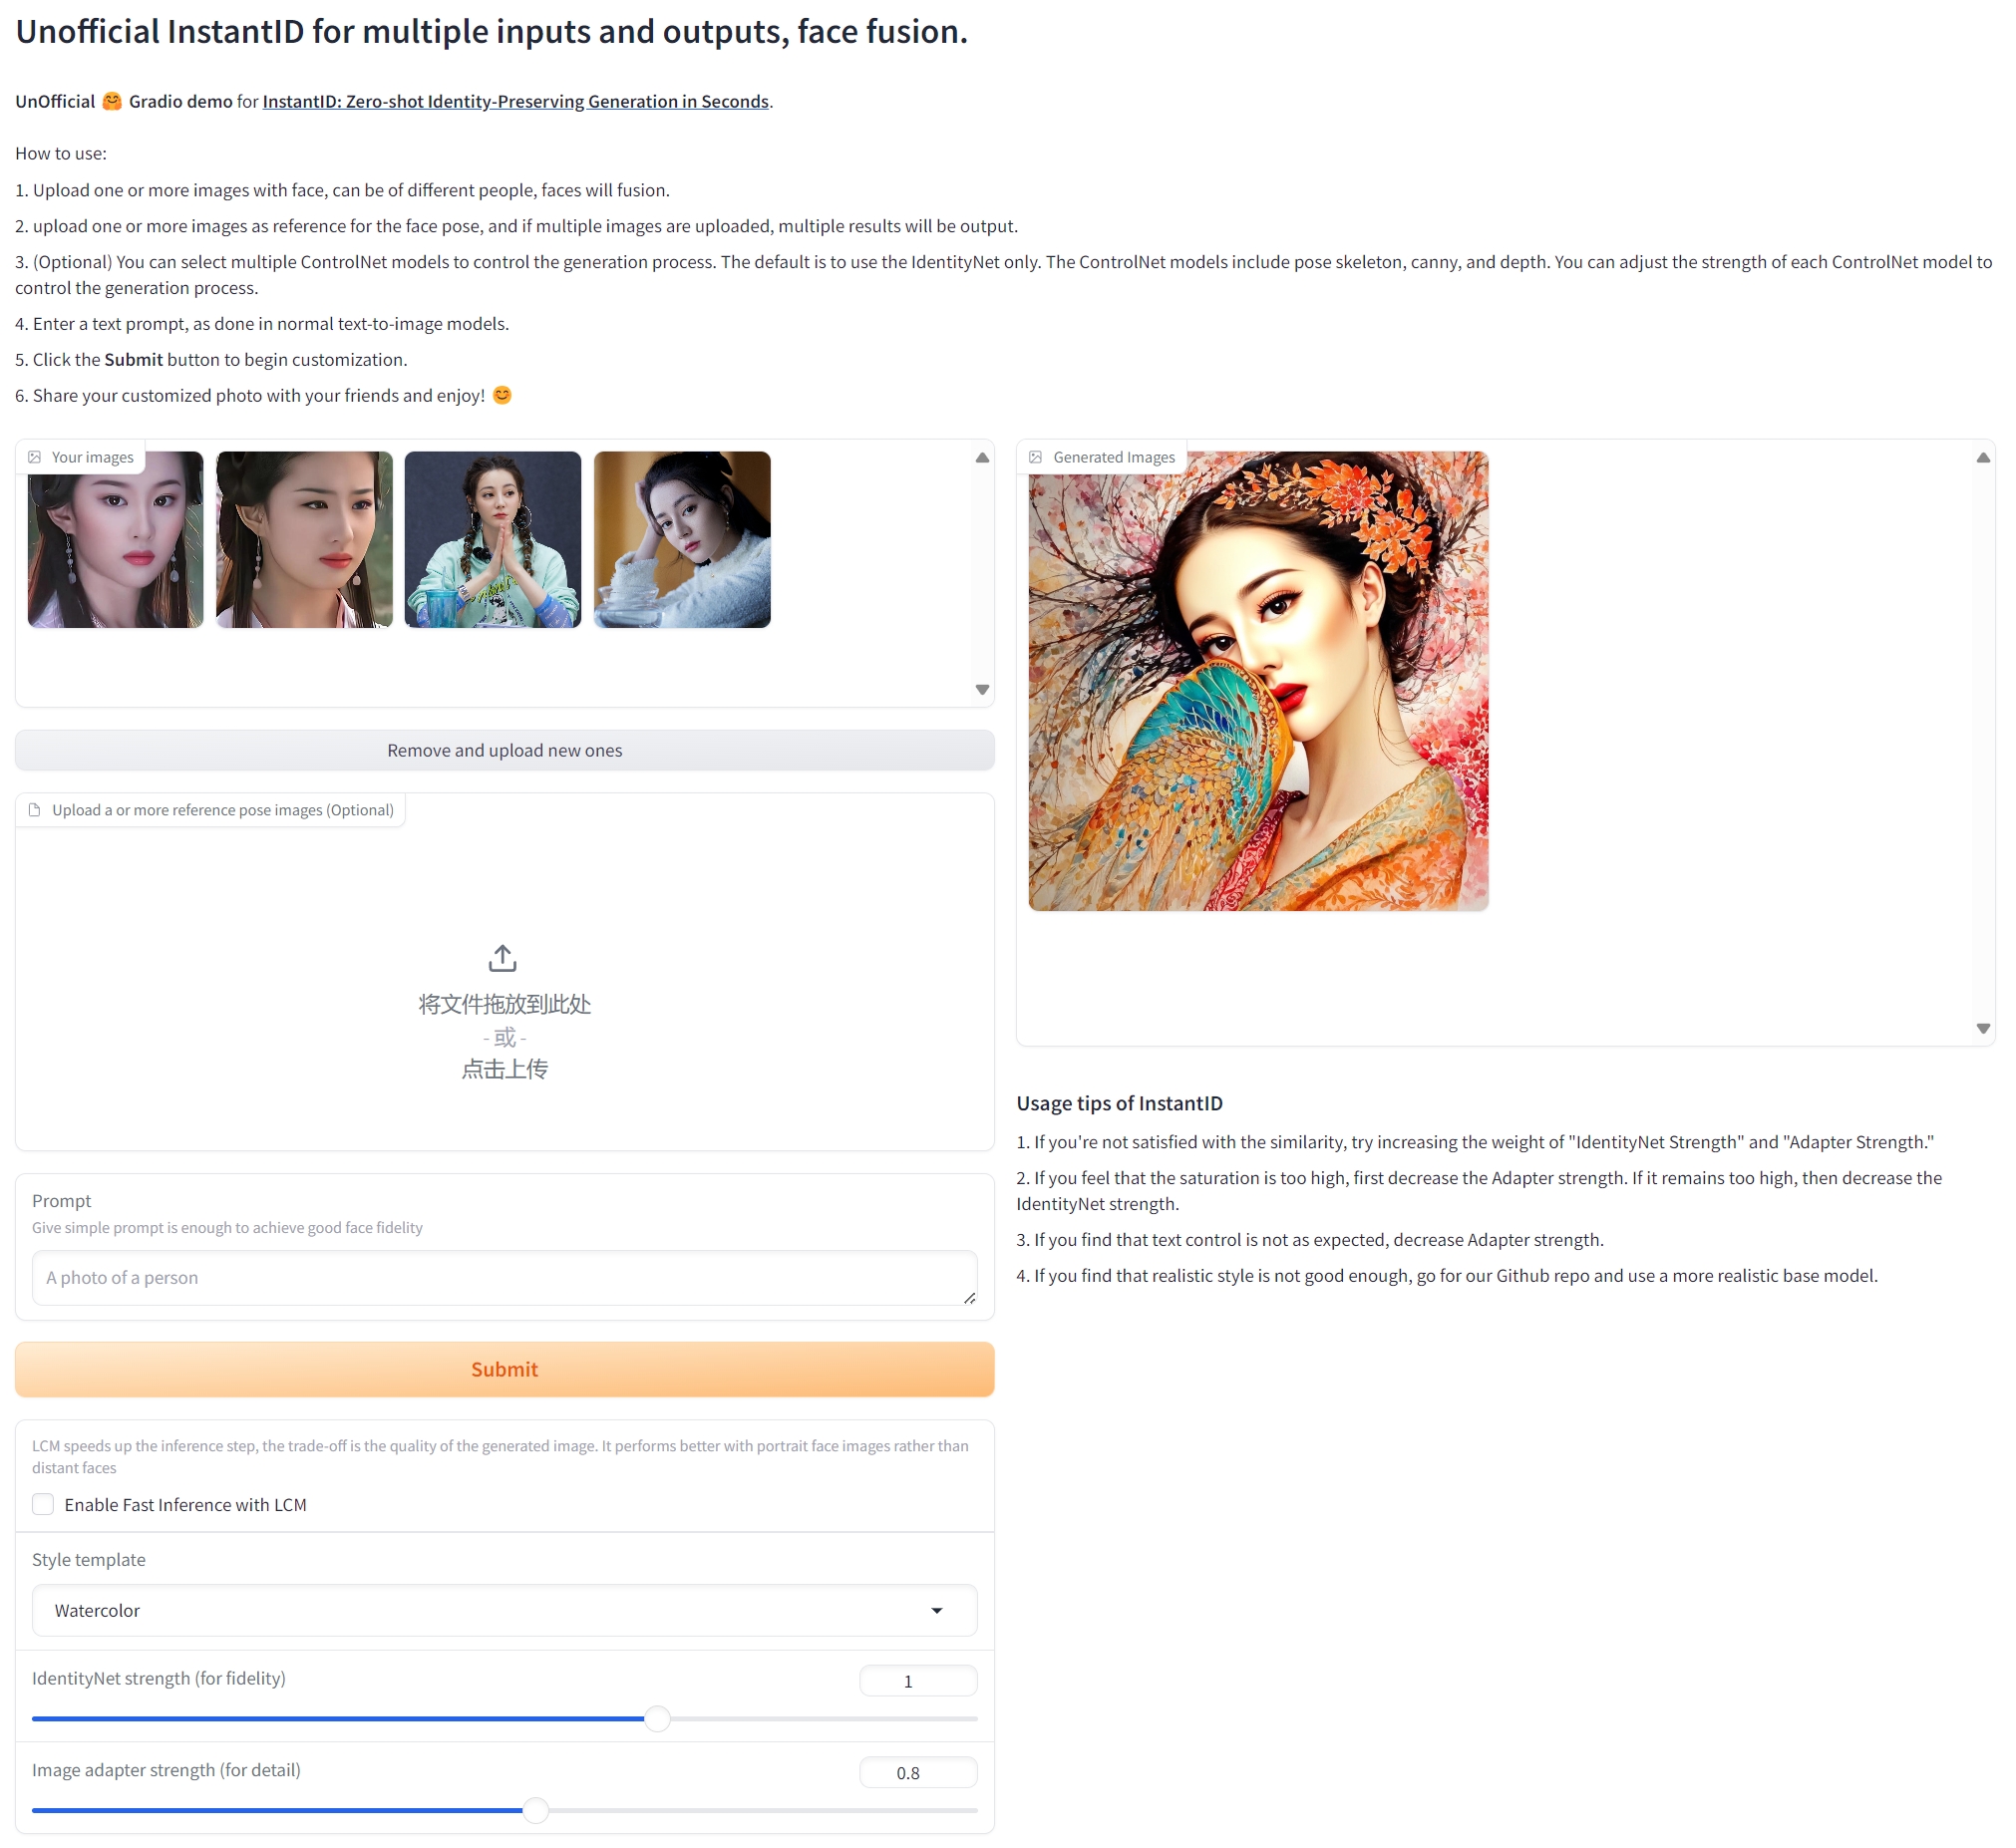 Unofficial InstantID for multiple inputs and outputs, face fusion.
UnOfficial 🤗 Gradio demo for InstantID: Zero-shot Identity-Preserving Generation in Seconds.
How to use:
1. Upload one or more images with face, can be of different people, faces will fusion.
2. upload one or more images as reference for the face pose, and if multiple images are uploaded, multiple results will be output.
3. (Optional) You can select multiple ControlNet models to control the generation process. The default is to use the IdentityNet only. The ControlNet models include pose skeleton, canny, and depth. You can adjust the strength of each ControlNet model to
control the generation process.
4. Enter a text prompt, as done in normal text-to-image models.
5. Click the Submit button to begin customization.
6. Share your customized photo with your friends and enjoy! 😊
Your images
Remove and upload new ones
Upload a or more reference pose images (Optional)
将文件拖放到此处
- 或 -
点击上传
Prompt
Give simple prompt is enough to achieve good face fidelity
A photo of a person
Submit
LCM speeds up the inference step, the trade-off is the quality of the generated image. It performs better with portrait face images rather than
distant faces
Enable Fast Inference with LCM
Style template
Watercolor
IdentityNet strength (for fidelity)
1
Image adapter strength (for detail)
0.8
Generated Images
Usage tips of InstantID
1. If you're not satisfied with the similarity, try increasing the weight of "IdentityNet Strength" and "Adapter Strength."
2. If you feel that the saturation is too high, first decrease the Adapter strength. If it remains too high, then decrease the
IdentityNet strength.
3. If you find that text control is not as expected, decrease Adapter strength.
4. If you find that realistic style is not good enough, go for our Github repo and use a more realistic base model.